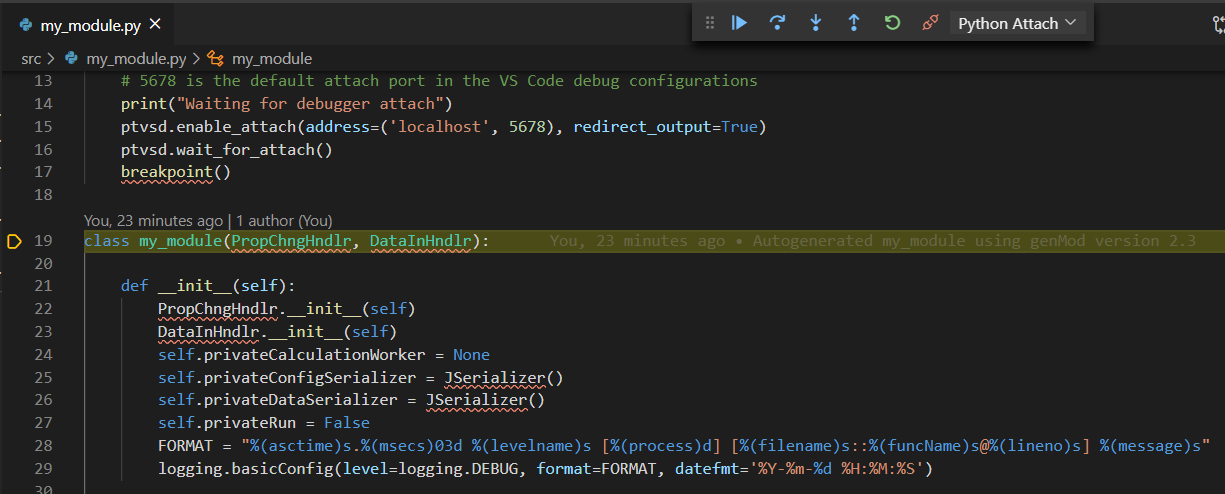 my_module.py
Python Attach
src > my_module.py > my_module
13 # 5678 is the default attach port in the VS Code debug configurations
14 print("Waiting for debugger attach")
15 ptvsd.enable_attach(address=('localhost', 5678), redirect_output=True)
16 ptvsd.wait_for_attach()
17 breakpoint()
18
You, 23 minutes ago | 1 author (You)
19 class my_module(PropChngHndlr, DataInHndlr): You, 23 minutes ago • Autogenerated my_module using genMod version 2.3
20
21 def __init__(self):
22 PropChngHndlr.__init__(self)
23 DataInHndlr.__init__(self)
24 self.privateCalculationWorker = None
25 self.privateConfigSerializer = JSerializer()
26 self.privateDataSerializer = JSerializer()
27 self.privateRun = False
28 FORMAT = "%(asctime)s.%(msecs)03d %(levelname)s [%(process)d] [%(filename)s::%(funcName)s@%(lineno)s] %(message)s"
29 logging.basicConfig(level=logging.DEBUG, format=FORMAT, datefmt='%Y-%m-%d %H:%M:%S')
30